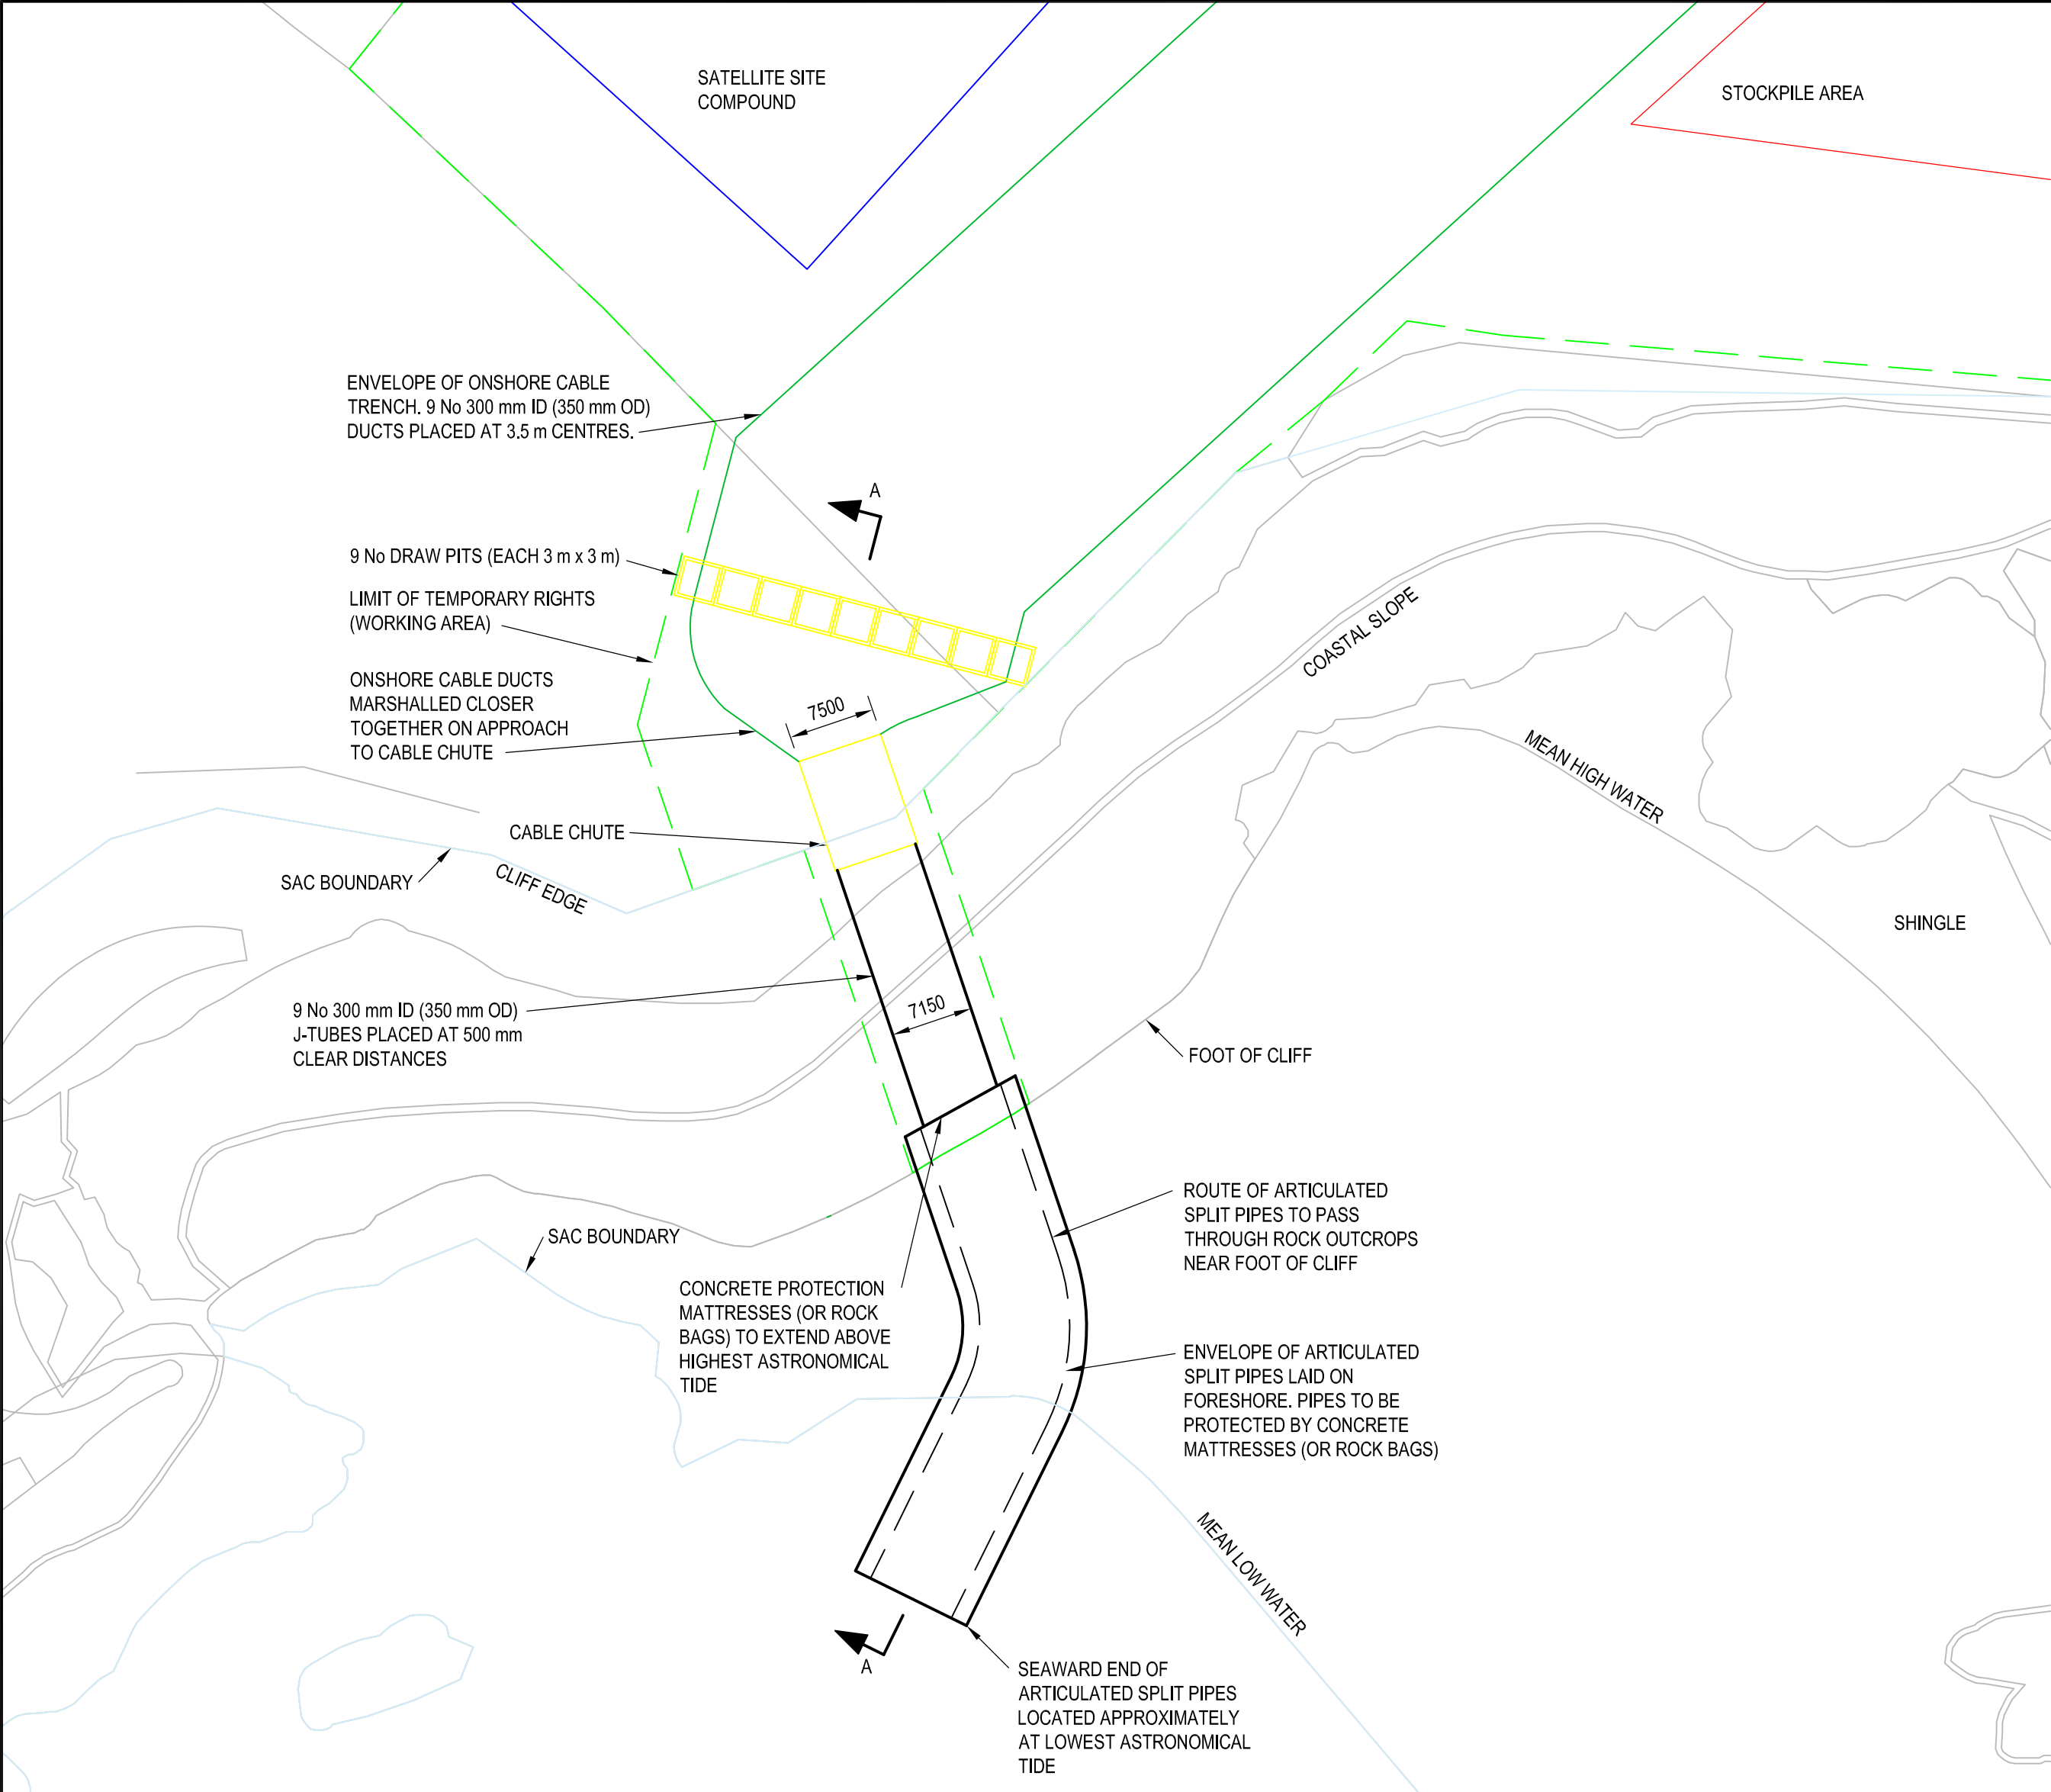 SATELLITE SITE
COMPOUND
STOCKPILE AREA
ENVELOPE OF ONSHORE CABLE
TRENCH. 9 No 300 mm ID (350 mm OD)
DUCTS PLACED AT 3.5 m CENTRES.
A
9 No DRAW PITS (EACH 3 m x 3 m)
LIMIT OF TEMPORARY RIGHTS
(WORKING AREA)
ONSHORE CABLE DUCTS
MARSHALLED CLOSER
TOGETHER ON APPROACH
TO CABLE CHUTE
7500
COASTAL SLOPE
MEAN HIGH WATER
CABLE CHUTE
SAC BOUNDARY
CLIFF EDGE
SHINGLE
9 No 300 mm ID (350 mm OD)
J-TUBES PLACED AT 500 mm
CLEAR DISTANCES
7150
FOOT OF CLIFF
ROUTE OF ARTICULATED
SPLIT PIPES TO PASS
THROUGH ROCK OUTCROPS
NEAR FOOT OF CLIFF
SAC BOUNDARY
CONCRETE PROTECTION
MATTRESSES (OR ROCK
BAGS) TO EXTEND ABOVE
HIGHEST ASTRONOMICAL
TIDE
ENVELOPE OF ARTICULATED
SPLIT PIPES LAID ON
FORESHORE. PIPES TO BE
PROTECTED BY CONCRETE
MATTRESSES (OR ROCK BAGS)
MEAN LOW WATER
A
SEAWARD END OF
ARTICULATED SPLIT PIPES
LOCATED APPROXIMATELY
AT LOWEST ASTRONOMICAL
TIDE